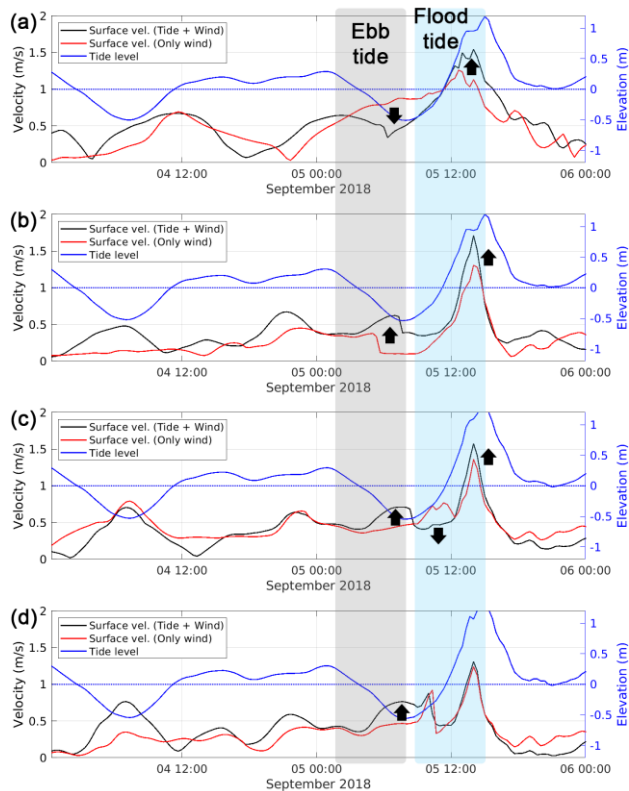 (a)
Surface vel. (Tide + Wind)
Surface vel. (Only wind)
Tide level
Ebb
tide
Flood
tide
Velocity (m/s)
2
1.5
1
0.5
0
1
0.5
0
-0.5
-1
Elevation (m)
04 12:00
05 00:00
05 12:00
06 00:00
September 2018
(b)
Surface vel. (Tide + Wind)
Surface vel. (Only wind)
Tide level
Velocity (m/s)
2
1.5
1
0.5
0
1
0.5
0
-0.5
-1
Elevation (m)
04 12:00
05 00:00
05 12:00
06 00:00
September 2018
(c)
Surface vel. (Tide + Wind)
Surface vel. (Only wind)
Tide level
Velocity (m/s)
2
1.5
1
0.5
0
1
0.5
0
-0.5
-1
Elevation (m)
04 12:00
05 00:00
05 12:00
06 00:00
September 2018
(d)
Surface vel. (Tide + Wind)
Surface vel. (Only wind)
Tide level
Velocity (m/s)
2
1.5
1
0.5
0
1
0.5
0
-0.5
-1
Elevation (m)
04 12:00
05 00:00
05 12:00
06 00:00
September 2018